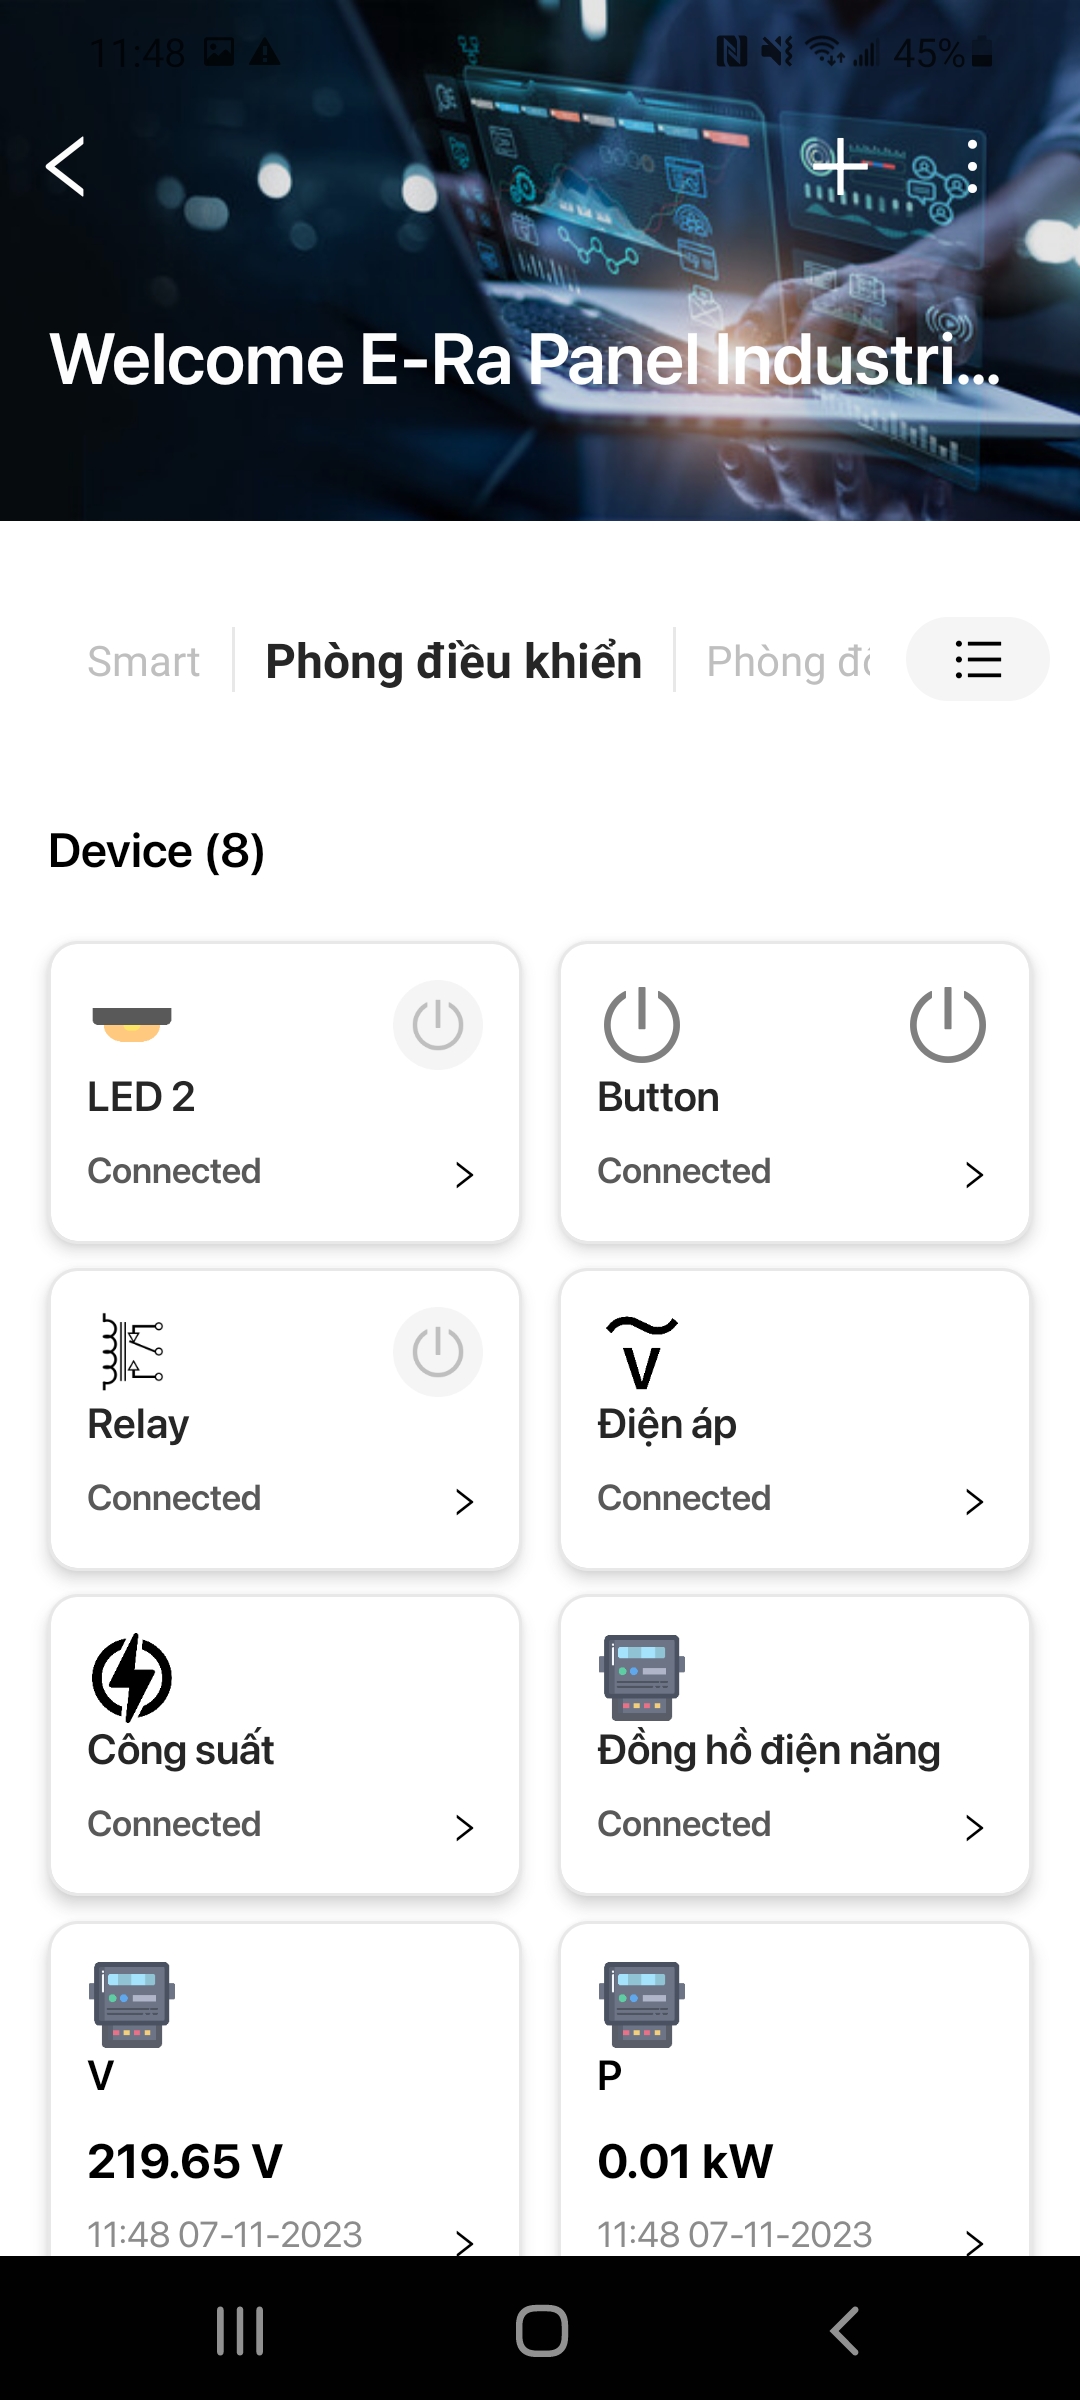 11:48 45%
Welcome E-Ra Panel Industri...
Smart Phòng điều khiển Phòng
Device (8)
LED 2
Connected
Button
Connected
Relay
Connected
V
Điện áp
Connected
Công suất
Connected
Đồng hồ điện năng
Connected
V
219.65 V
11:48 07-11-2023
P
0.01 kW
11:48 07-11-2023